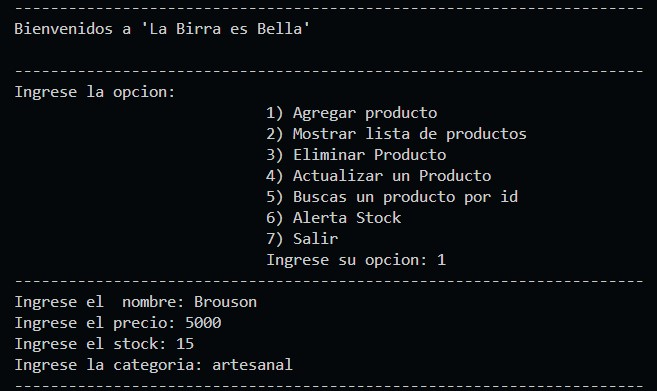 ----------------------------------------------------------------------
Bienvenidos a 'La Birra es Bella'
----------------------------------------------------------------------
Ingrese la opcion:
1) Agregar producto
2) Mostrar lista de productos
3) Eliminar Producto
4) Actualizar un Producto
5) Buscas un producto por id
6) Alerta Stock
7) Salir
Ingrese su opcion: 1
----------------------------------------------------------------------
Ingrese el  nombre: Brouson
Ingrese el precio: 5000
Ingrese el stock: 15
Ingrese la categoria: artesanal
----------------------------------------------------------------------